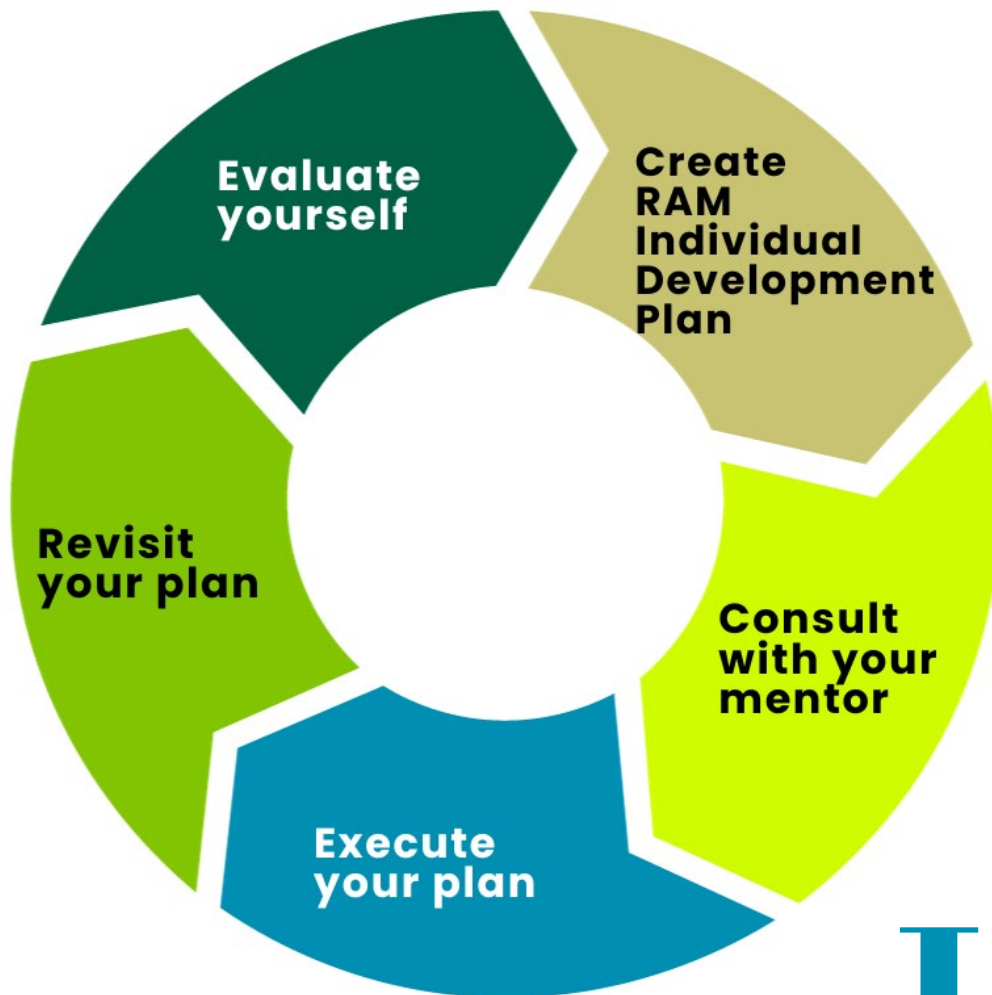 Evaluate
yourself
Create
RAM
Individual
Development
Plan
Consult
with your
mentor
Execute
your plan
Revisit
your plan